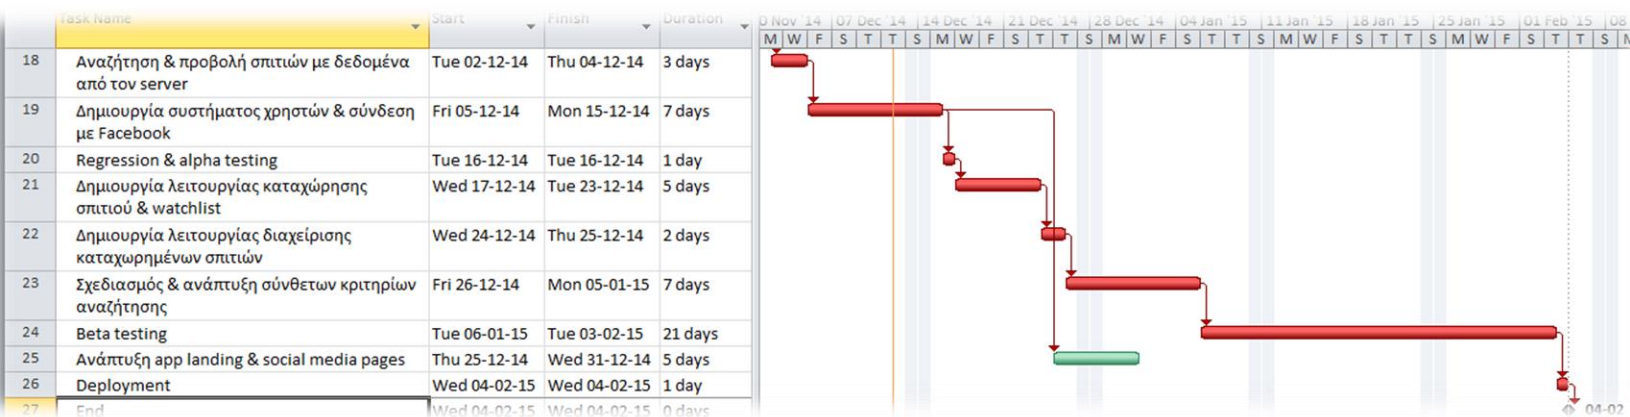 Task Name Start Finish Duration
0 Nov '14 07 Dec '14 14 Dec '14 21 Dec '14 28 Dec '14 04 Jan '15 11 Jan '15 18 Jan '15 25 Jan '15 01 Feb '15 08
M W F S T T S M W F S T T S M W F S T T S M W F S T T S M W F S T T S M
18 Αναζήτηση & προβολή σπιτιών με δεδομένα Tue 02-12-14 Thu 04-12-14 3 days
από τον server
19 Δημιουργία συστήματος χρηστών & σύνδεση Fri 05-12-14 Mon 15-12-14 7 days
με Facebook
20 Regression & alpha testing Tue 16-12-14 Tue 16-12-14 1 day
21 Δημιουργία λειτουργίας καταχώρησης Wed 17-12-14 Tue 23-12-14 5 days
σπιτιού & watchlist
22 Δημιουργία λειτουργίας διαχείρισης Wed 24-12-14 Thu 25-12-14 2 days
καταχωρημένων σπιτιών
23 Σχεδιασμός & ανάπτυξη σύνθετων κριτηρίων Fri 26-12-14 Mon 05-01-15 7 days
αναζήτησης
24 Beta testing Tue 06-01-15 Tue 03-02-15 21 days
25 Ανάπτυξη app landing & social media pages Thu 25-12-14 Wed 31-12-14 5 days
26 Deployment Wed 04-02-15 Wed 04-02-15 1 day
27 End Wed 04-02-15 Wed 04-02-15 0 days 04-02